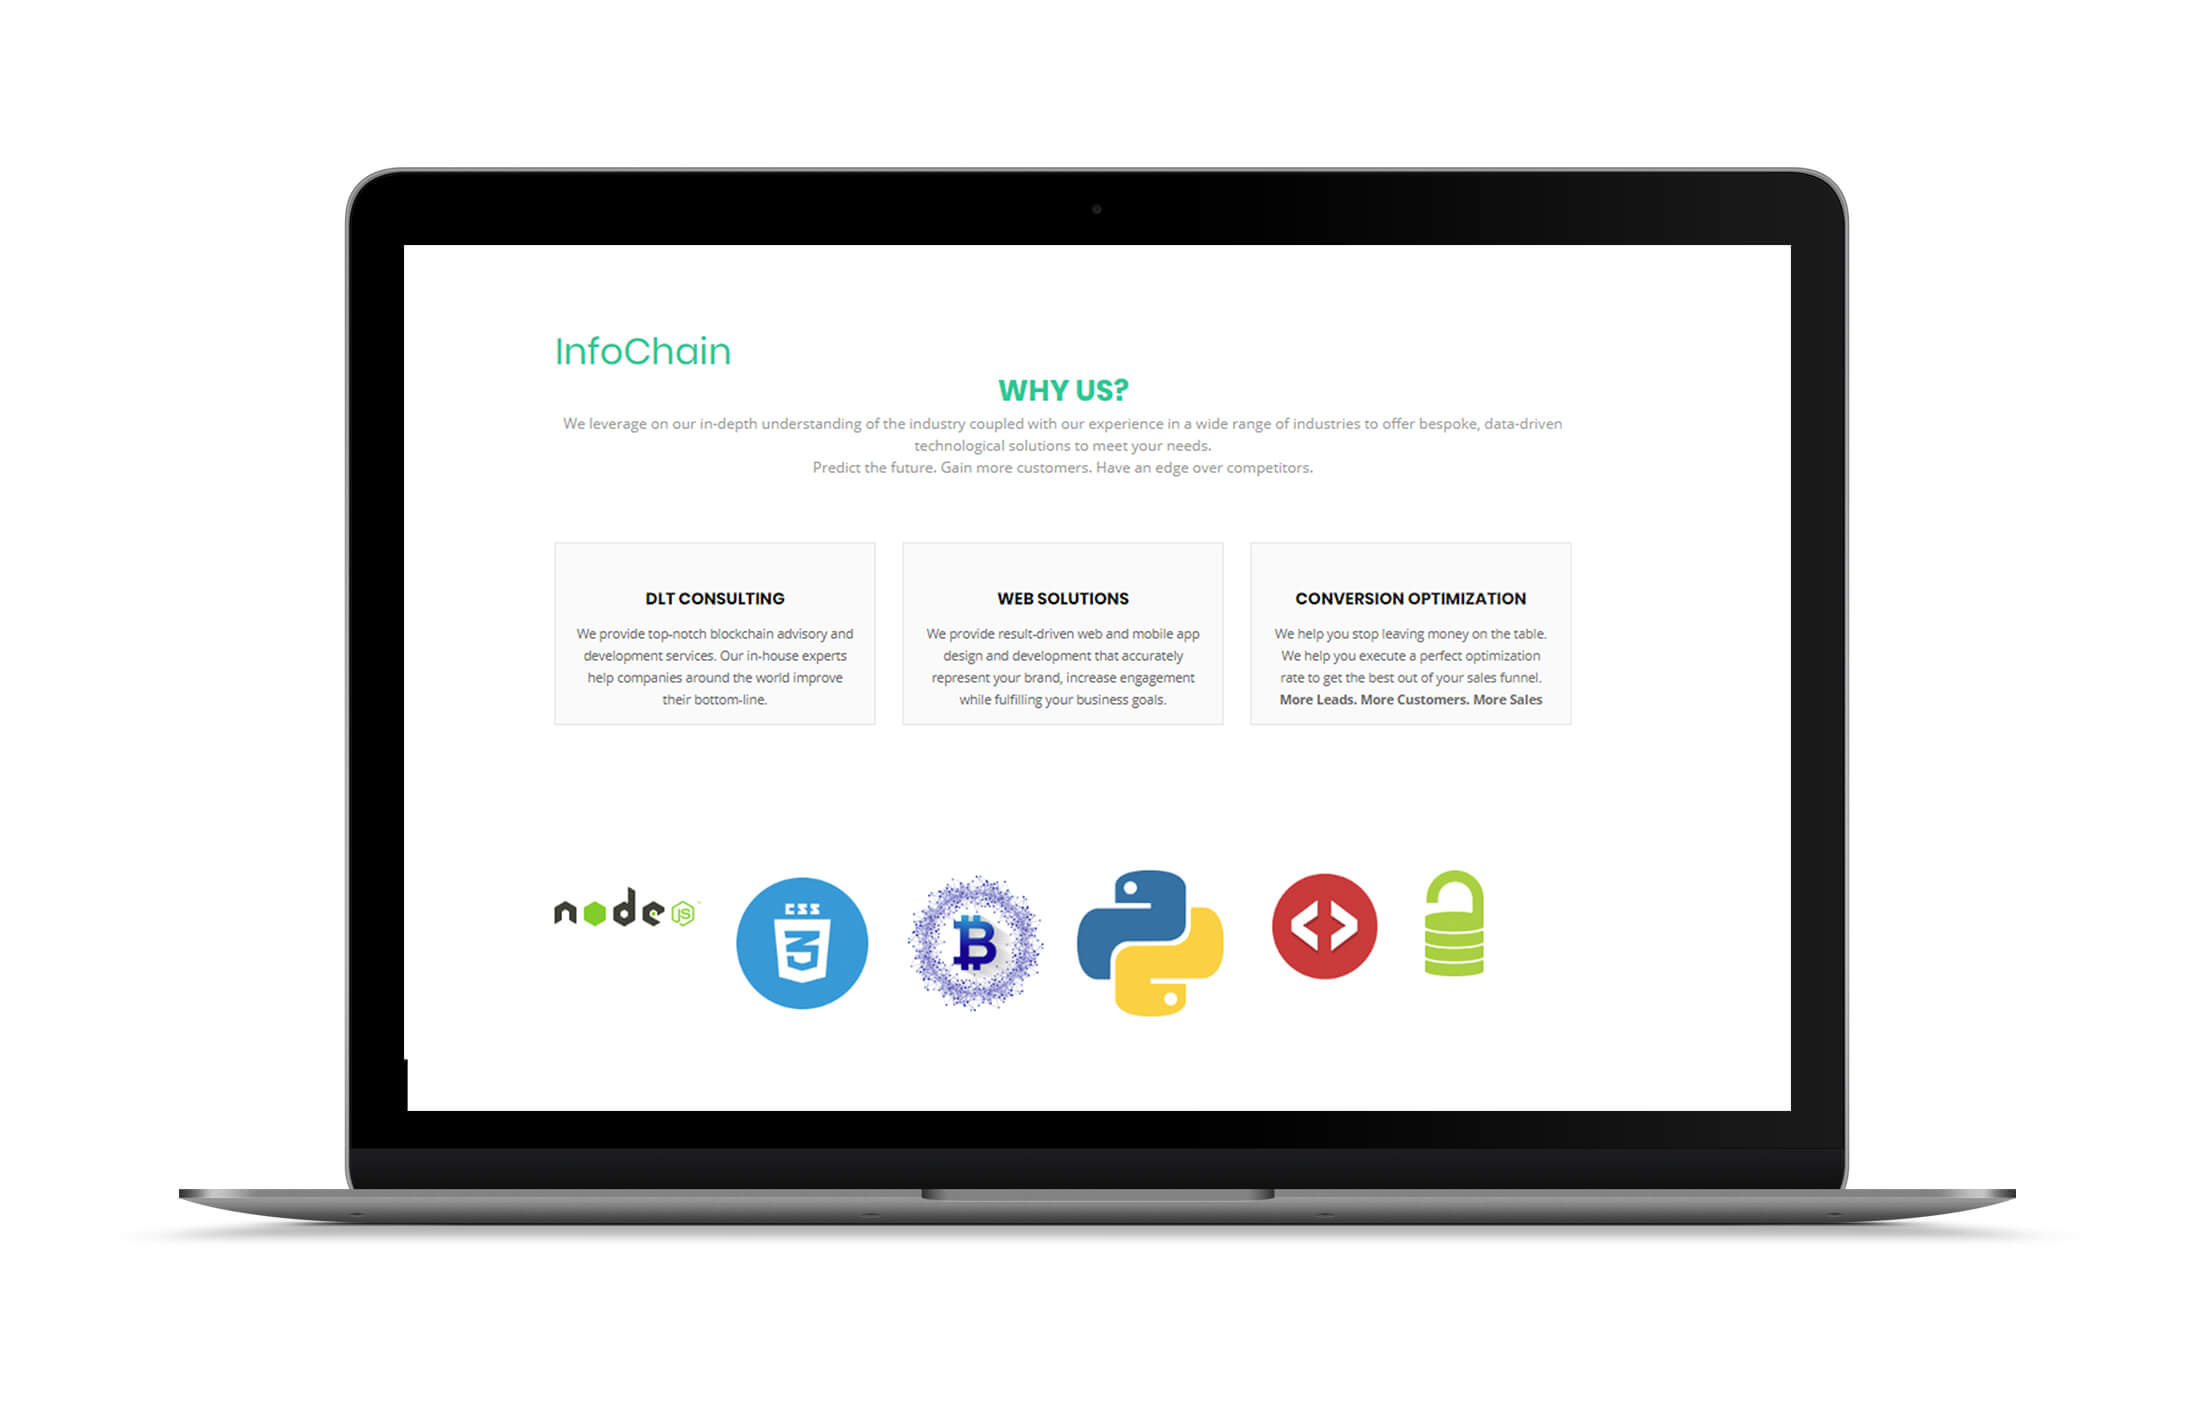 InfoChain
WHY US?
We leverage on our in-depth understanding of the industry coupled with our experience in a wide range of industries to offer bespoke, data-driven
technological solutions to meet your needs.
Predict the future. Gain more customers. Have an edge over competitors.
DLT CONSULTING
We provide top-notch blockchain advisory and
development services. Our in-house experts
help companies around the world improve
their bottom-line.
WEB SOLUTIONS
We provide result-driven web and mobile app
design and development that accurately
represent your brand, increase engagement
while fulfilling your business goals.
CONVERSION OPTIMIZATION
We help you stop leaving money on the table.
We help you execute a perfect optimization
rate to get the best out of your sales funnel.
More Leads. More Customers. More Sales
node JS
CSS
3
B